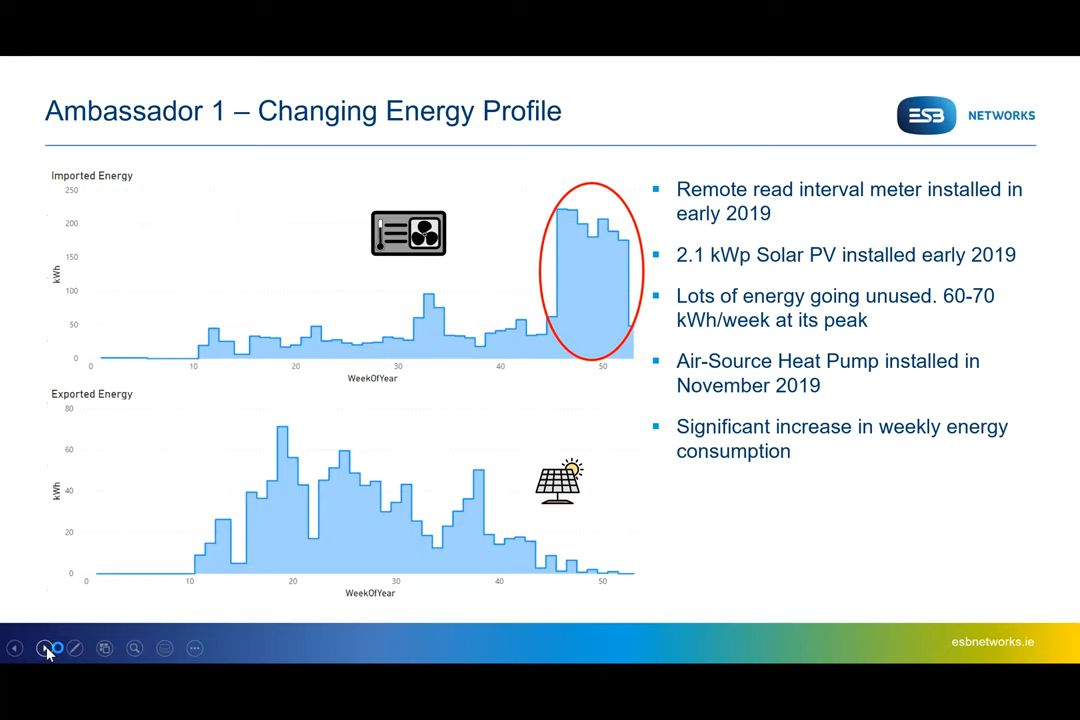 Ambassador 1 – Changing Energy Profile
ESB NETWORKS
Imported Energy
250
200
150
100
50
0
kWh
0 10 20 30 40 50
WeekOfYear
Exported Energy
80
60
40
20
0
kWh
0 10 20 30 40 50
WeekOfYear
Remote read interval meter installed in
early 2019
2.1 kWp Solar PV installed early 2019
Lots of energy going unused. 60-70
kWh/week at its peak
Air-Source Heat Pump installed in
November 2019
Significant increase in weekly energy
consumption
esbnetworks.ie